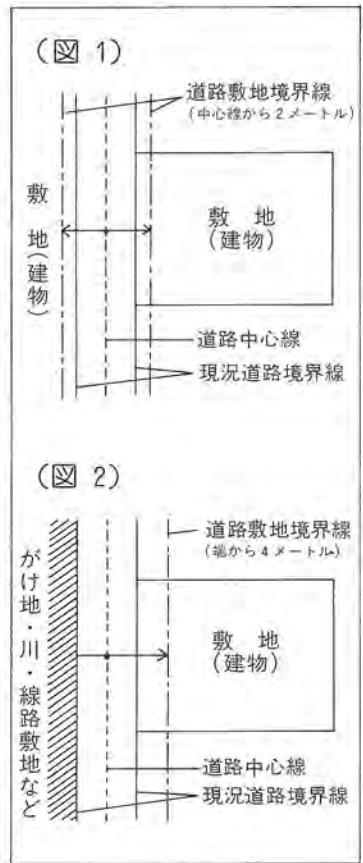 （図 1）
道路敷地境界線
（中心線から2メートル）
敷地（建物）
敷 地
（建物）
道路中心線
現況道路境界線
（図 2）
道路敷地境界線
（端から4メートル）
がけ地・川・線路敷地など
敷 地
（建物）
道路中心線
現況道路境界線